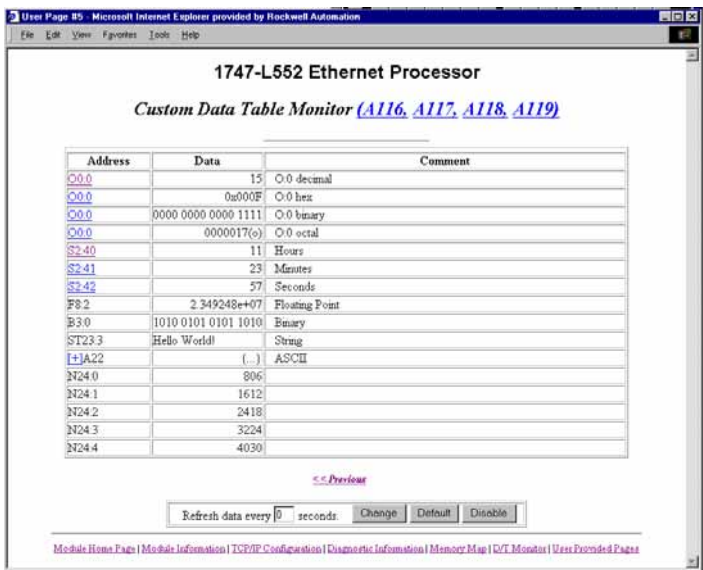 User Page #5 - Microsoft Internet Explorer provided by Rockwell Automation
File Edit View Favorites Tools Help
1747-L552 Ethernet Processor
Custom Data Table Monitor (A116, A117, A118, A119)
Address Data Comment
O0:0 15 O:0 decimal
O0:0 0x000F O:0 hex
O0:0 0000 0000 0000 1111 O:0 binary
O0:0 0000017(o) O:0 octal
S2:40 11 Hours
S2:41 23 Minutes
S2:42 57 Seconds
F8:2 2.349248e+07 Floating Point
B3:0 1010 0101 0101 1010 Binary
ST23:3 Hello World! String
[+]A22 (...) ASCII
N24:0 806
N24:1 1612
N24:2 2418
N24:3 3224
N24:4 4030
<< Previous
Refresh data every 0 seconds. Change Default Disable
Module Home Page | Module Information | TCP/IP Configuration | Diagnostic Information | Memory Map | D/T Monitor | User Provided Pages